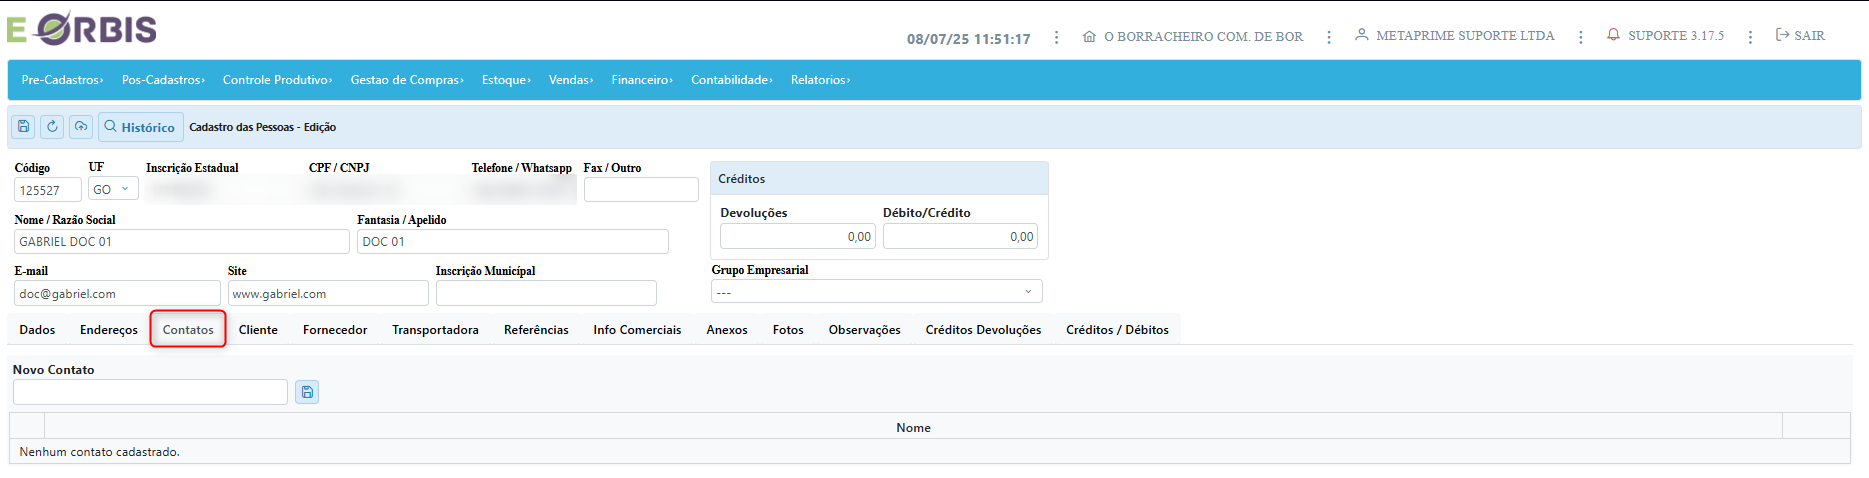 E ORBIS
08/07/25 11:51:17 O BORRACHEIRO COM. DE BOR METAPRIME SUPORTE LTDA SUPORTE 3.17.5 SAIR
Pre-Cadastros› Pos-Cadastros› Controle Produtivo› Gestao de Compras› Estoque› Vendas› Financeiro› Contabilidade› Relatorios›
Histórico Cadastro das Pessoas - Edição
Código UF Inscrição Estadual CPF / CNPJ Telefone / Whatsapp Fax / Outro
125527 GO
Créditos
Devoluções Débito/Crédito
0,00 0,00
Nome / Razão Social Fantasia / Apelido
GABRIEL DOC 01 DOC 01
E-mail Site Inscrição Municípal Grupo Empresarial
doc@gabriel.com www.gabriel.com ---
Dados Endereços Contatos Cliente Fornecedor Transportadora Referências Info Comerciais Anexos Fotos Observações Créditos Devoluções Créditos / Débitos
Novo Contato
Nome
Nenhum contato cadastrado.